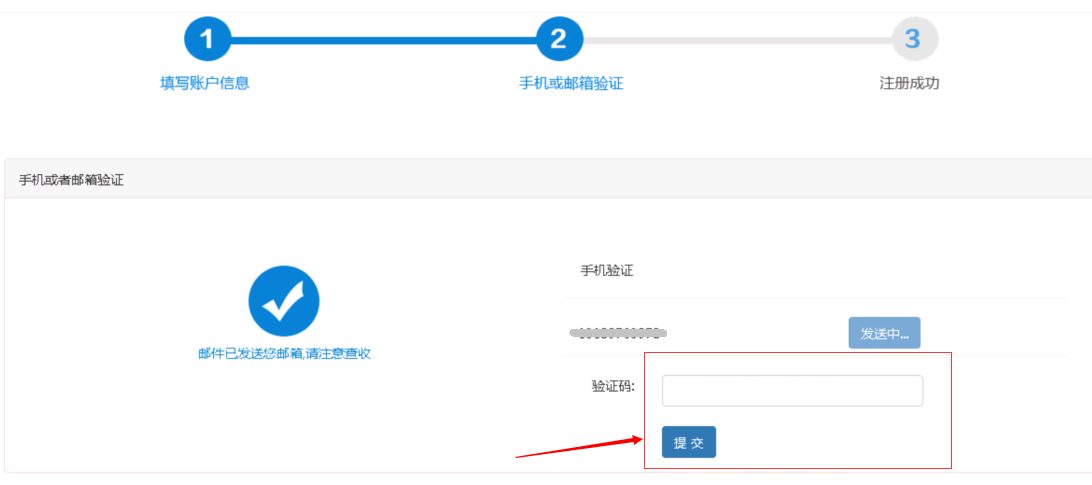 1
2
3
填写账户信息
手机或邮箱验证
注册成功
手机或者邮箱验证
手机验证
发送中...
邮件已发送您邮箱,请注意查收
验证码:
提 交